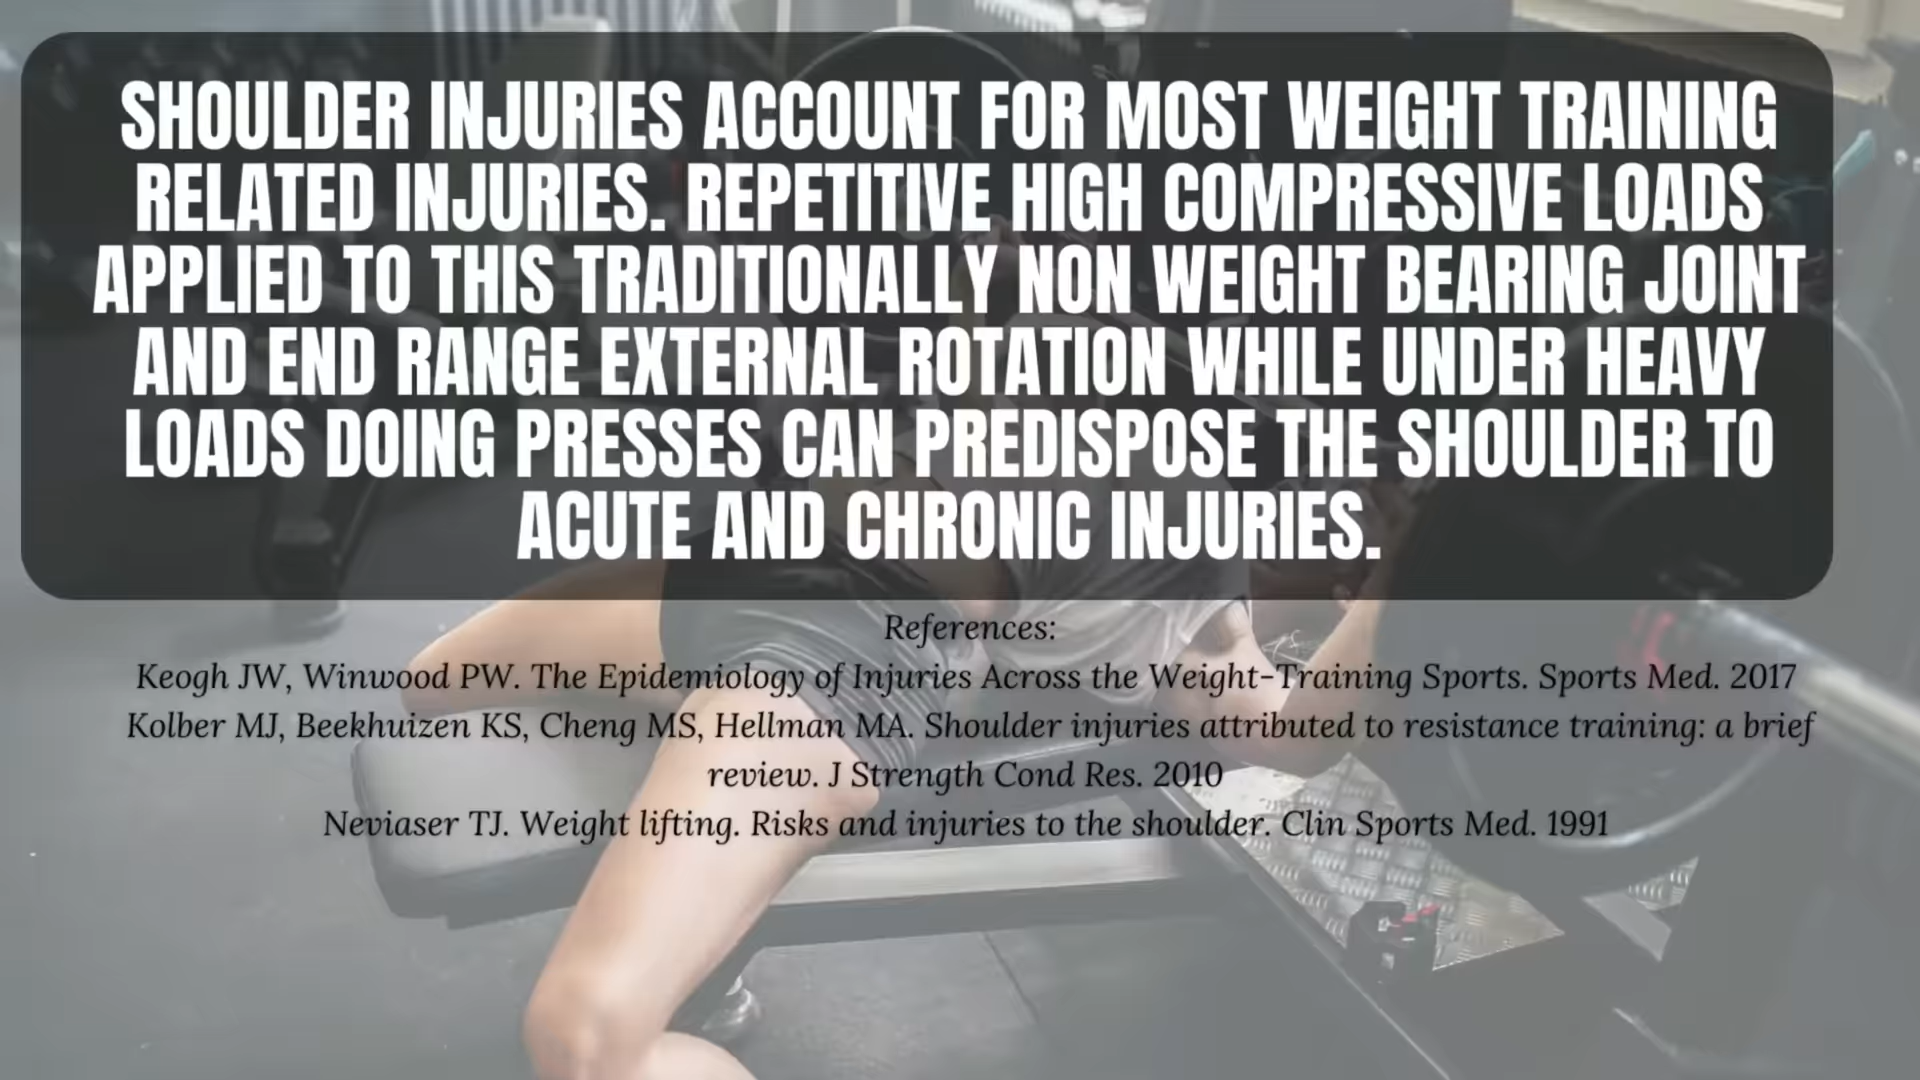 SHOULDER INJURIES ACCOUNT FOR MOST WEIGHT TRAINING
RELATED INJURIES. REPETITIVE HIGH COMPRESSIVE LOADS
APPLIED TO THIS TRADITIONALLY NON WEIGHT BEARING JOINT
AND END RANGE EXTERNAL ROTATION WHILE UNDER HEAVY
LOADS DOING PRESSES CAN PREDISPOSE THE SHOULDER TO
ACUTE AND CHRONIC INJURIES.
References:
Keogh JW, Winwood PW. The Epidemiology of Injuries Across the Weight-Training Sports. Sports Med. 2017
Kolber MJ, Beekhuizen KS, Cheng MS, Hellman MA. Shoulder injuries attributed to resistance training: a brief
review. J Strength Cond Res. 2010
Neviaser TJ. Weight lifting. Risks and injuries to the shoulder. Clin Sports Med. 1991